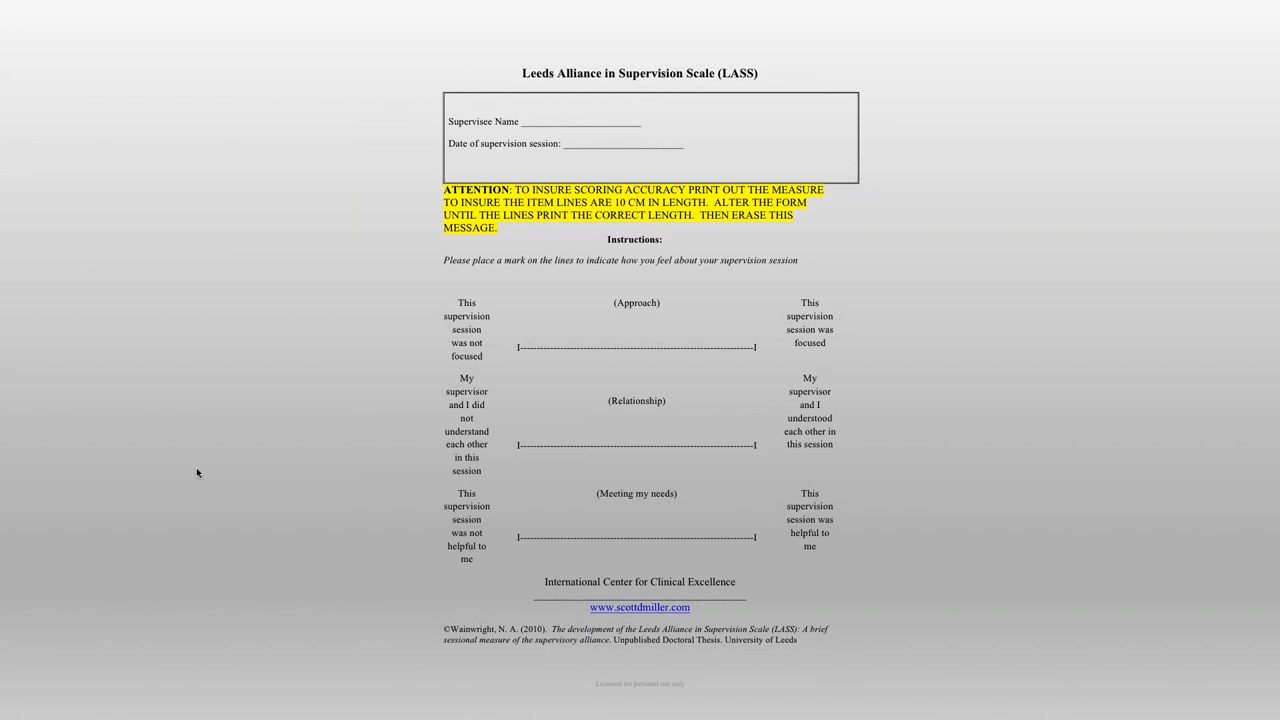 Leeds Alliance in Supervision Scale (LASS)
Supervisee Name ________________________
Date of supervision session: ________________________
ATTENTION: TO INSURE SCORING ACCURACY PRINT OUT THE MEASURE
TO INSURE THE ITEM LINES ARE 10 CM IN LENGTH. ALTER THE FORM
UNTIL THE LINES PRINT THE CORRECT LENGTH. THEN ERASE THIS
MESSAGE.
Instructions:
Please place a mark on the lines to indicate how you feel about your supervision session
This
supervision
session
was not
focused
(Approach)
I------------------------------------------------------------------------I
This
supervision
session was
focused
My
supervisor
and I did
not
understand
each other
in this
session
(Relationship)
I------------------------------------------------------------------------I
My
supervisor
and I
understood
each other in
this session
This
supervision
session
was not
helpful to
me
(Meeting my needs)
I------------------------------------------------------------------------I
This
supervision
session was
helpful to
me
International Center for Clinical Excellence
www.scottdmiller.com
©Wainwright, N. A. (2010). The development of the Leeds Alliance in Supervision Scale (LASS): A brief
sessional measure of the supervisory alliance. Unpublished Doctoral Thesis. University of Leeds
Licensed for personal use only